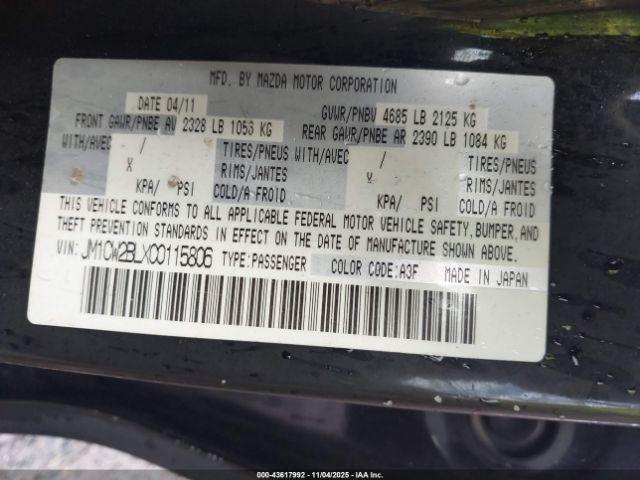 MFD. BY MAZDA MOTOR CORPORATION
DATE 04/11 GVWR/PNBV 4685 LB 2125 KG
FRONT GAWR/PNBE AV 2328 LB 1056 KG REAR GAWR/PNBE AR 2390 LB 1084 KG
WITH/AVEC / TIRES/PNEUS WITH/AVEC / TIRES/PNEUS
X RIMS/JANTES RIMS/JANTES
KPA/ PSI COLD/A FROID KPA/ PSI COLD/A FROID
THIS VEHICLE CONFORMS TO ALL APPLICABLE FEDERAL MOTOR VEHICLE SAFETY, BUMPER, AND
THEFT PREVENTION STANDARDS IN EFFECT ON THE DATE OF MANUFACTURE SHOWN ABOVE.
VIN: JM1CW2BLXC0115806 TYPE:PASSENGER COLOR CODE:A3F MADE IN JAPAN
000-43617992 - 11/04/2025 - IAAI.COM